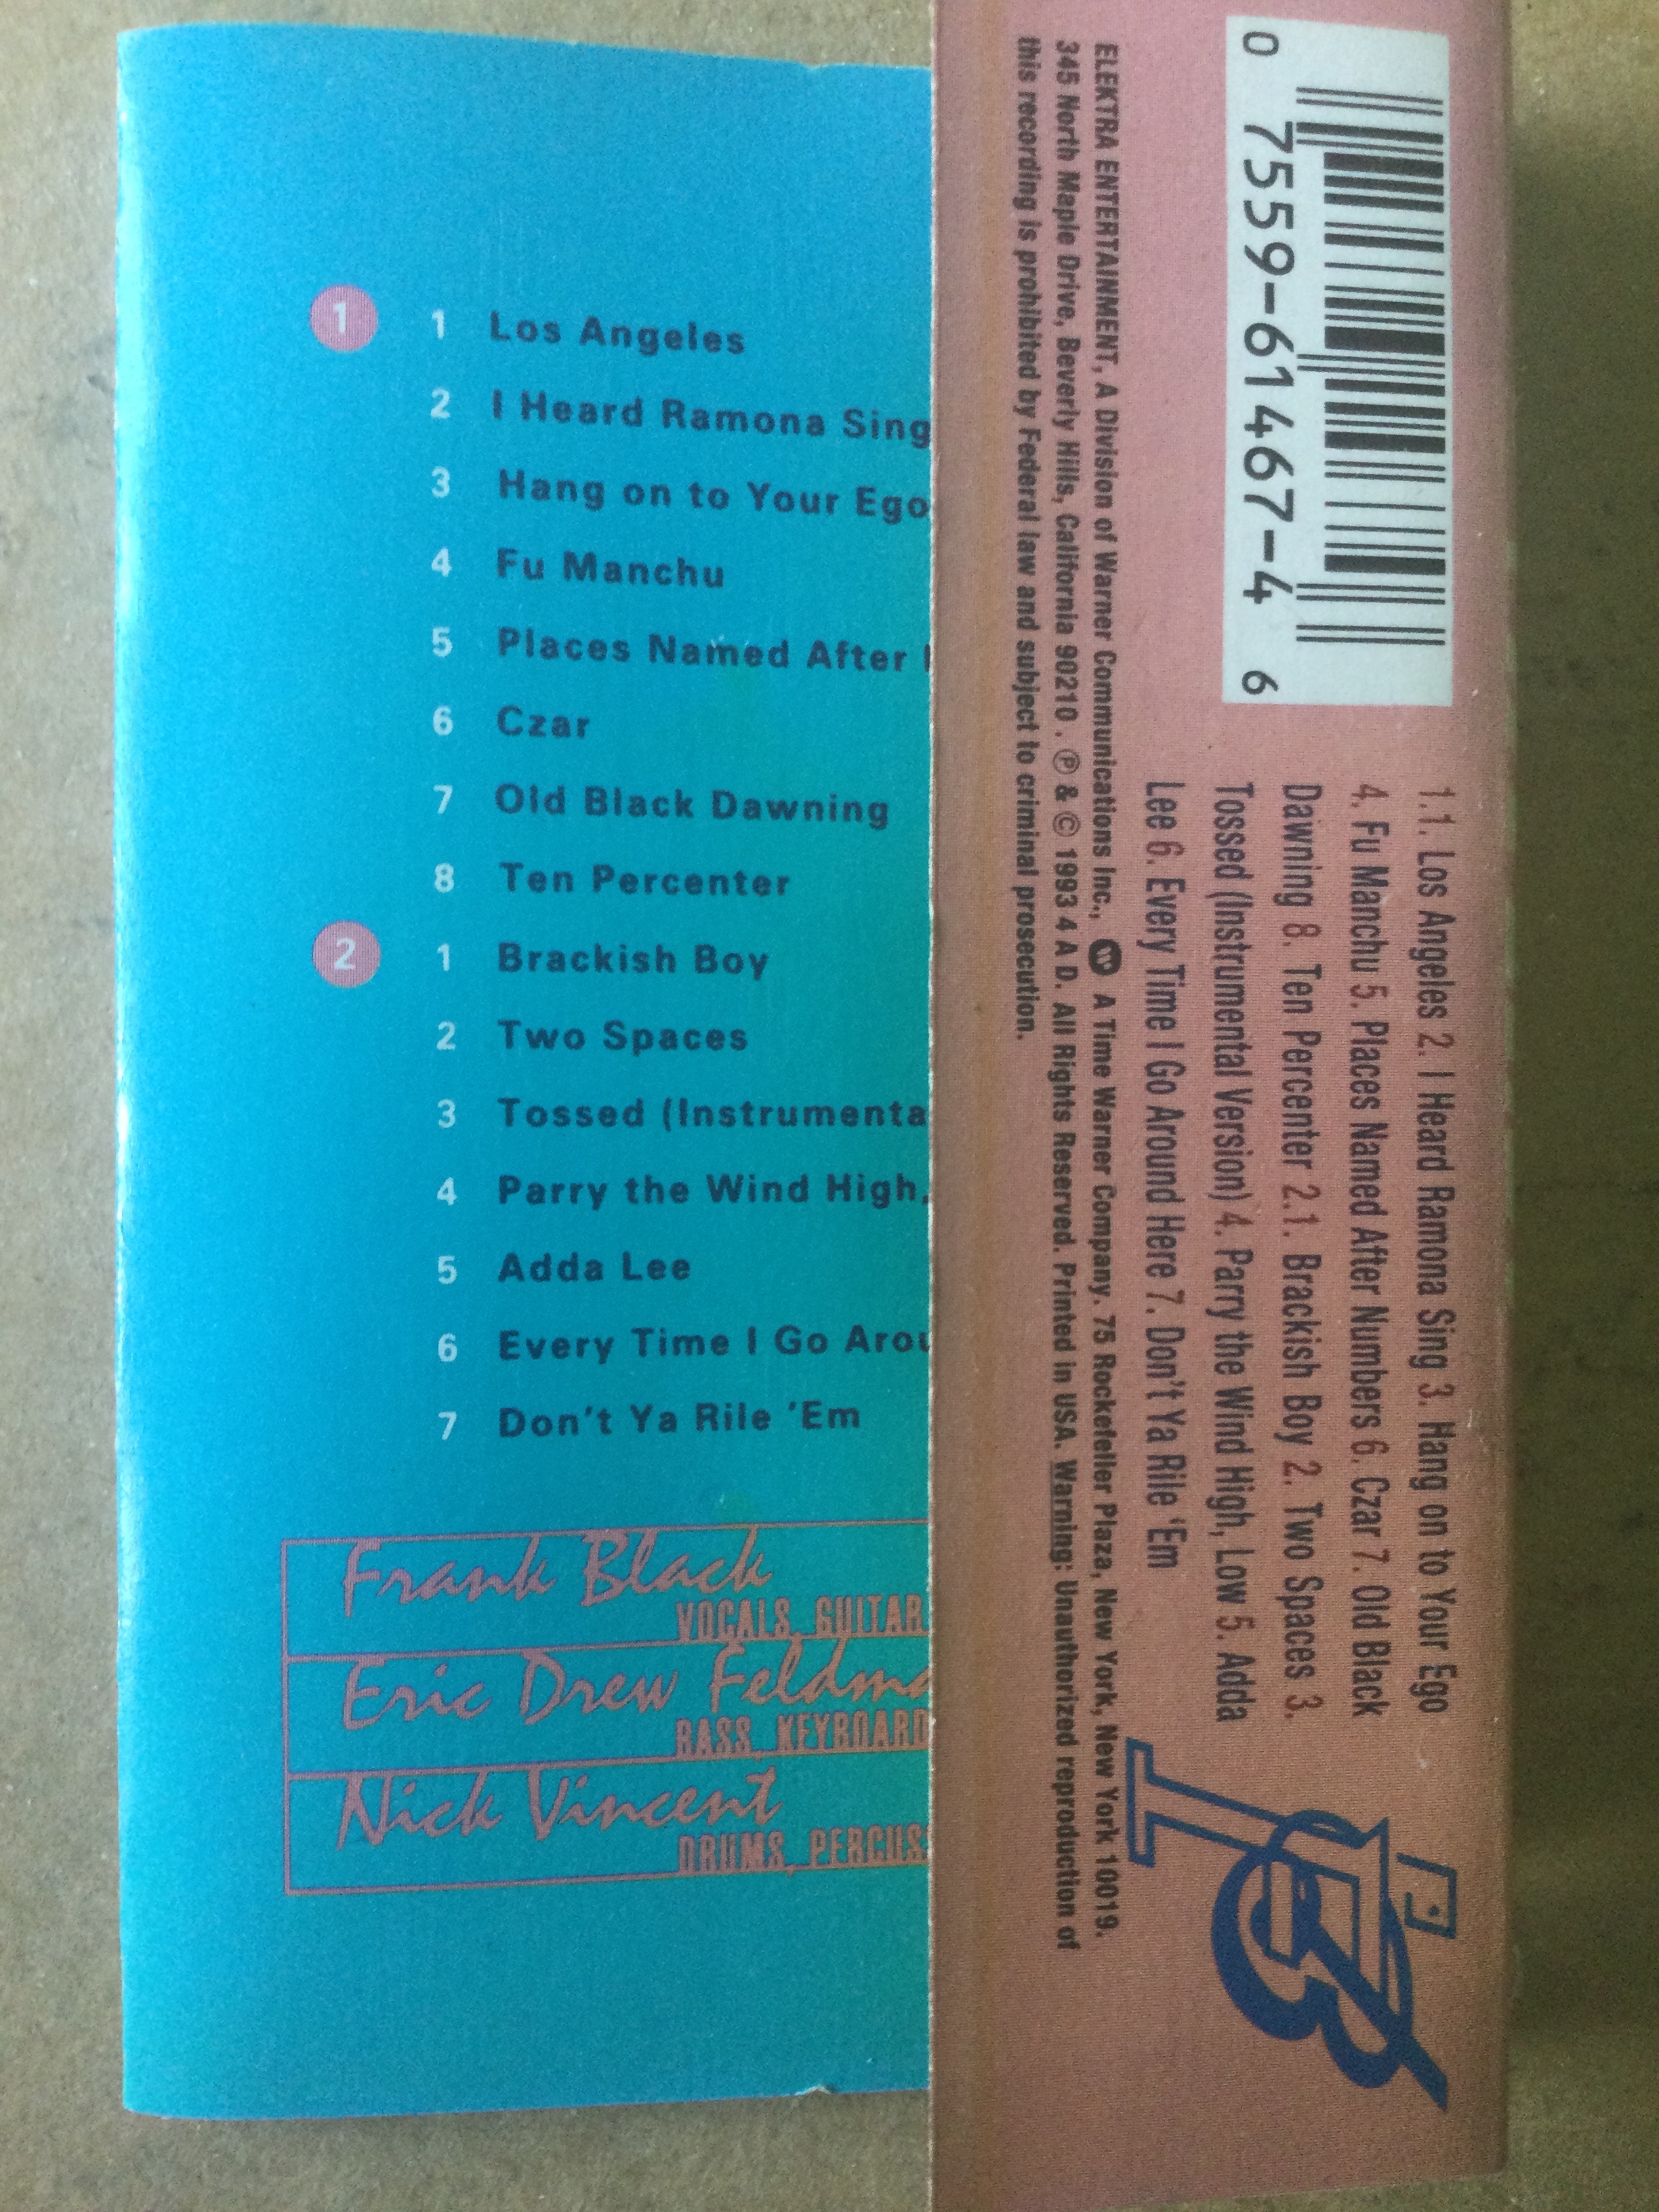 1
1 Los Angeles
2 I Heard Ramona Sing
3 Hang on to Your Ego
4 Fu Manchu
5 Places Named After
6 Czar
7 Old Black Dawning
8 Ten Percenter
2
1 Brackish Boy
2 Two Spaces
3 Tossed (Instrumenta
4 Parry the Wind High,
5 Adda Lee
6 Every Time I Go Arou
7 Don't Ya Rile 'Em
Frank Black
VOCALS, GUITAR
Eric Drew Feldma
BASS, KEYBOARD
Nick Vincent
DRUMS, PERCUS
0 7559-61467-4 6
1.1. Los Angeles 2. I Heard Ramona Sing 3. Hang on to Your Ego
4. Fu Manchu 5. Places Named After Numbers 6. Czar 7. Old Black
Dawning 8. Ten Percenter 2.1. Brackish Boy 2. Two Spaces 3.
Tossed (Instrumental Version) 4. Parry the Wind High, Low 5. Adda
Lee 6. Every Time I Go Around Here 7. Don't Ya Rile 'Em
ELEKTRA ENTERTAINMENT, A Division of Warner Communications Inc., A Time Warner Company. 75 Rockefeller Plaza, New York, New York 10019.
345 North Maple Drive, Beverly Hills, California 90210. ℗ & © 1993 4 A D. All Rights Reserved. Printed in USA. Warning: Unauthorized reproduction of
this recording is prohibited by Federal law and subject to criminal prosecution.